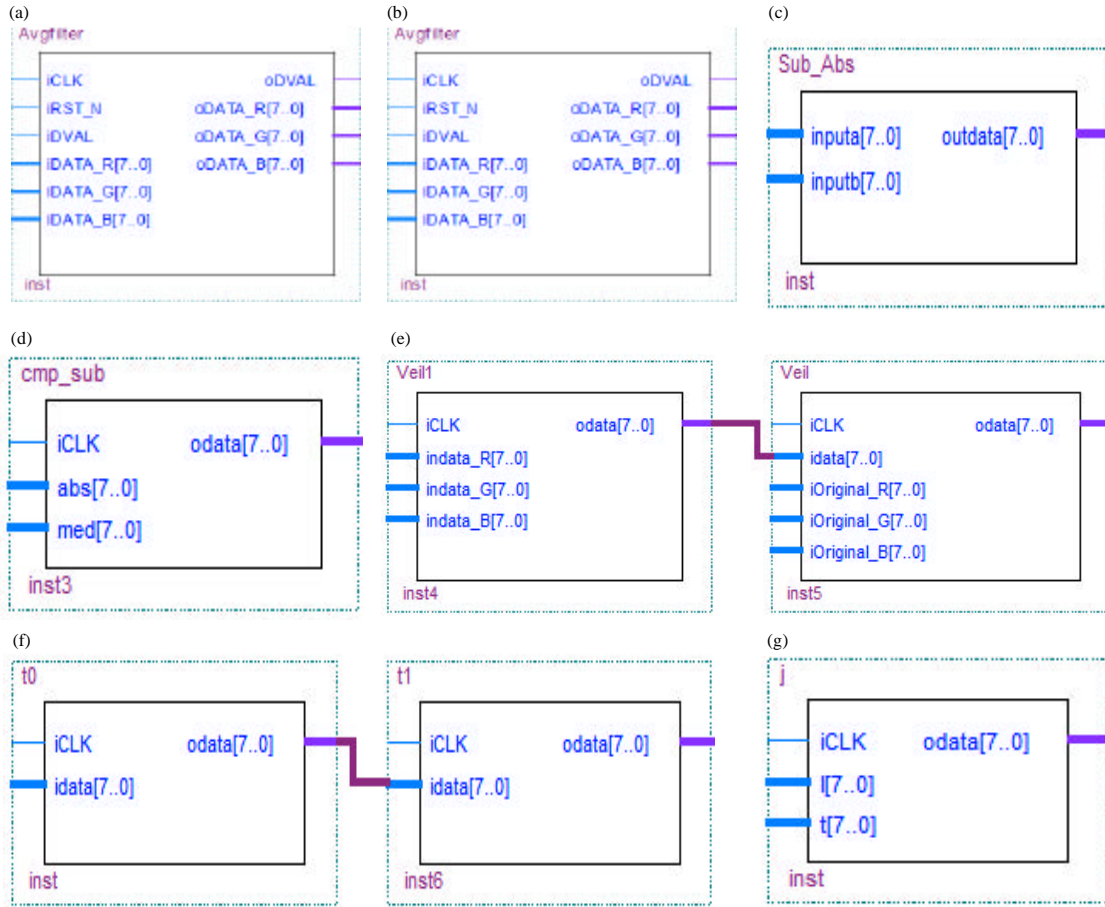 (a)
Avgfilter
iCLK oDVAL
iRST_N oDATA_R[7..0]
iDVAL oDATA_G[7..0]
iDATA_R[7..0] oDATA_B[7..0]
iDATA_G[7..0]
iDATA_B[7..0]
inst
(b)
Avgfilter
iCLK oDVAL
iRST_N oDATA_R[7..0]
iDVAL oDATA_G[7..0]
iDATA_R[7..0] oDATA_B[7..0]
iDATA_G[7..0]
iDATA_B[7..0]
inst
(c)
Sub_Abs
inputa[7..0] outdata[7..0]
inputb[7..0]
inst
(d)
cmp_sub
iCLK odata[7..0]
abs[7..0]
med[7..0]
inst3
(e)
Veil1
iCLK odata[7..0]
indata_R[7..0]
indata_G[7..0]
indata_B[7..0]
inst4
Veil
iCLK odata[7..0]
idata[7..0]
iOriginal_R[7..0]
iOriginal_G[7..0]
iOriginal_B[7..0]
inst5
(f)
t0
iCLK odata[7..0]
idata[7..0]
inst
t1
iCLK odata[7..0]
idata[7..0]
inst6
(g)
j
iCLK odata[7..0]
I[7..0]
t[7..0]
inst